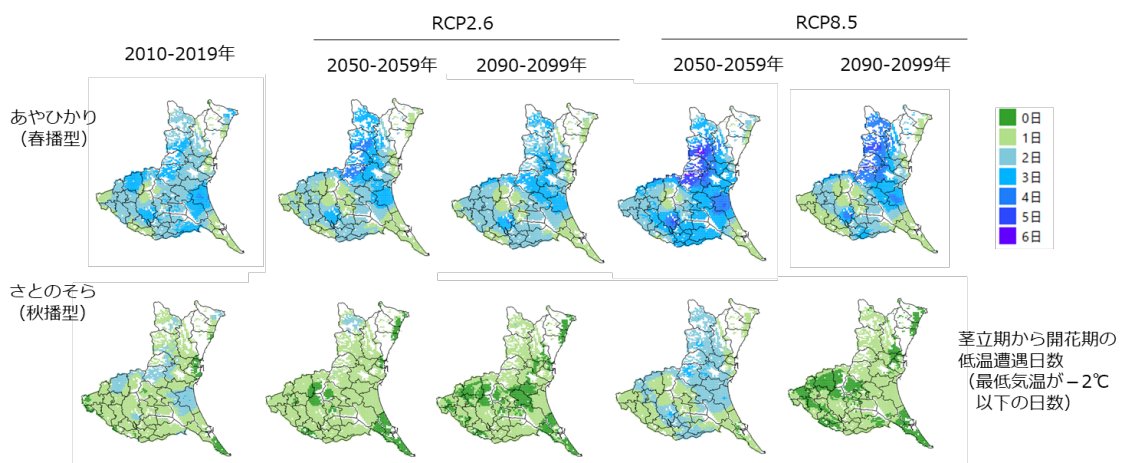 RCP2.6
RCP8.5
2010-2019年
2050-2059年
2090-2099年
2050-2059年
2090-2099年
あやひかり
（春播型）
0日
1日
2日
3日
4日
5日
6日
さとのそら
（秋播型）
茎立期から開花期の
低温遭遇日数
（最低気温が－2℃
以下の日数）